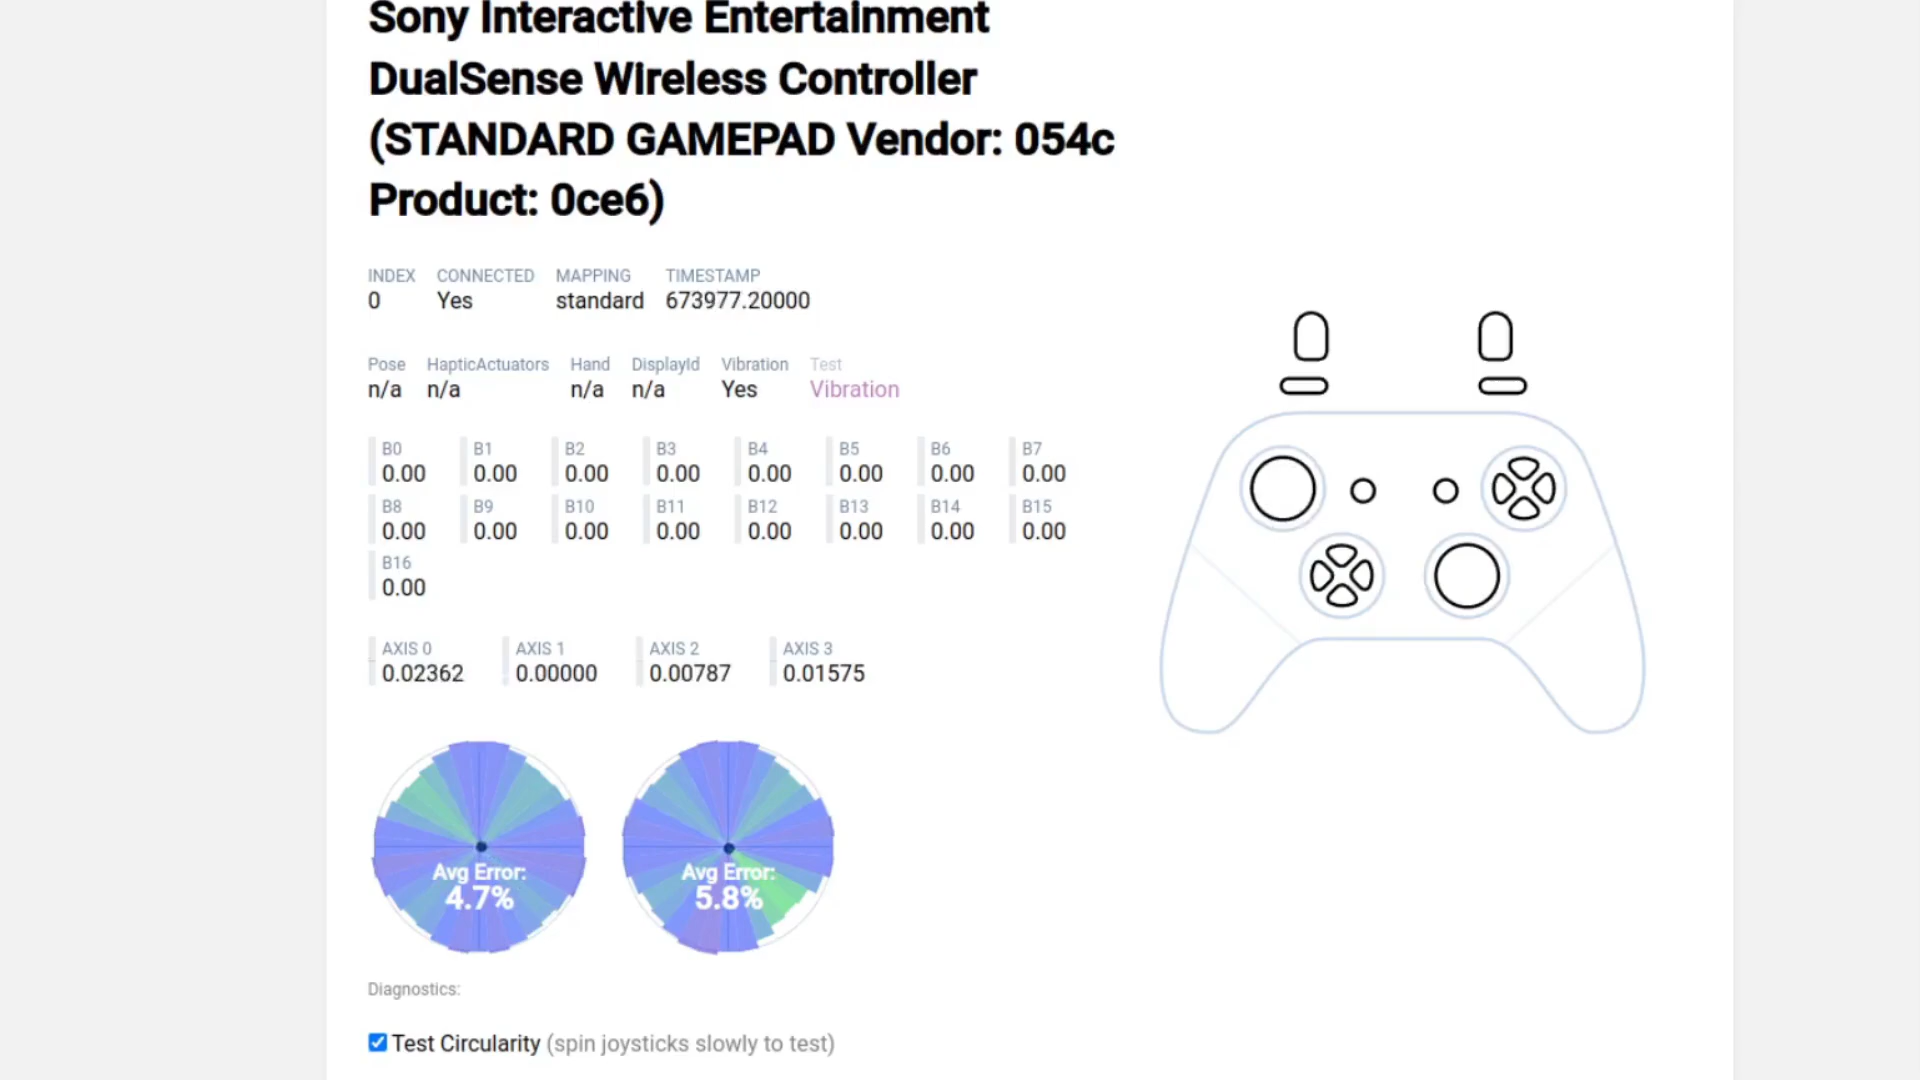 Sony Interactive Entertainment
DualSense Wireless Controller
(STANDARD GAMEPAD Vendor: 054c
Product: 0ce6)
INDEX CONNECTED MAPPING TIMESTAMP
0 Yes standard 673977.20000
Pose HapticActuators Hand DisplayId Vibration Test
n/a n/a n/a n/a Yes Vibration
B0 B1 B2 B3 B4 B5 B6 B7
0.00 0.00 0.00 0.00 0.00 0.00 0.00 0.00
B8 B9 B10 B11 B12 B13 B14 B15
0.00 0.00 0.00 0.00 0.00 0.00 0.00 0.00
B16
0.00
AXIS 0 AXIS 1 AXIS 2 AXIS 3
0.02362 0.00000 0.00787 0.01575
Avg Error: Avg Error:
4.7% 5.8%
Diagnostics:
Test Circularity (spin joysticks slowly to test)